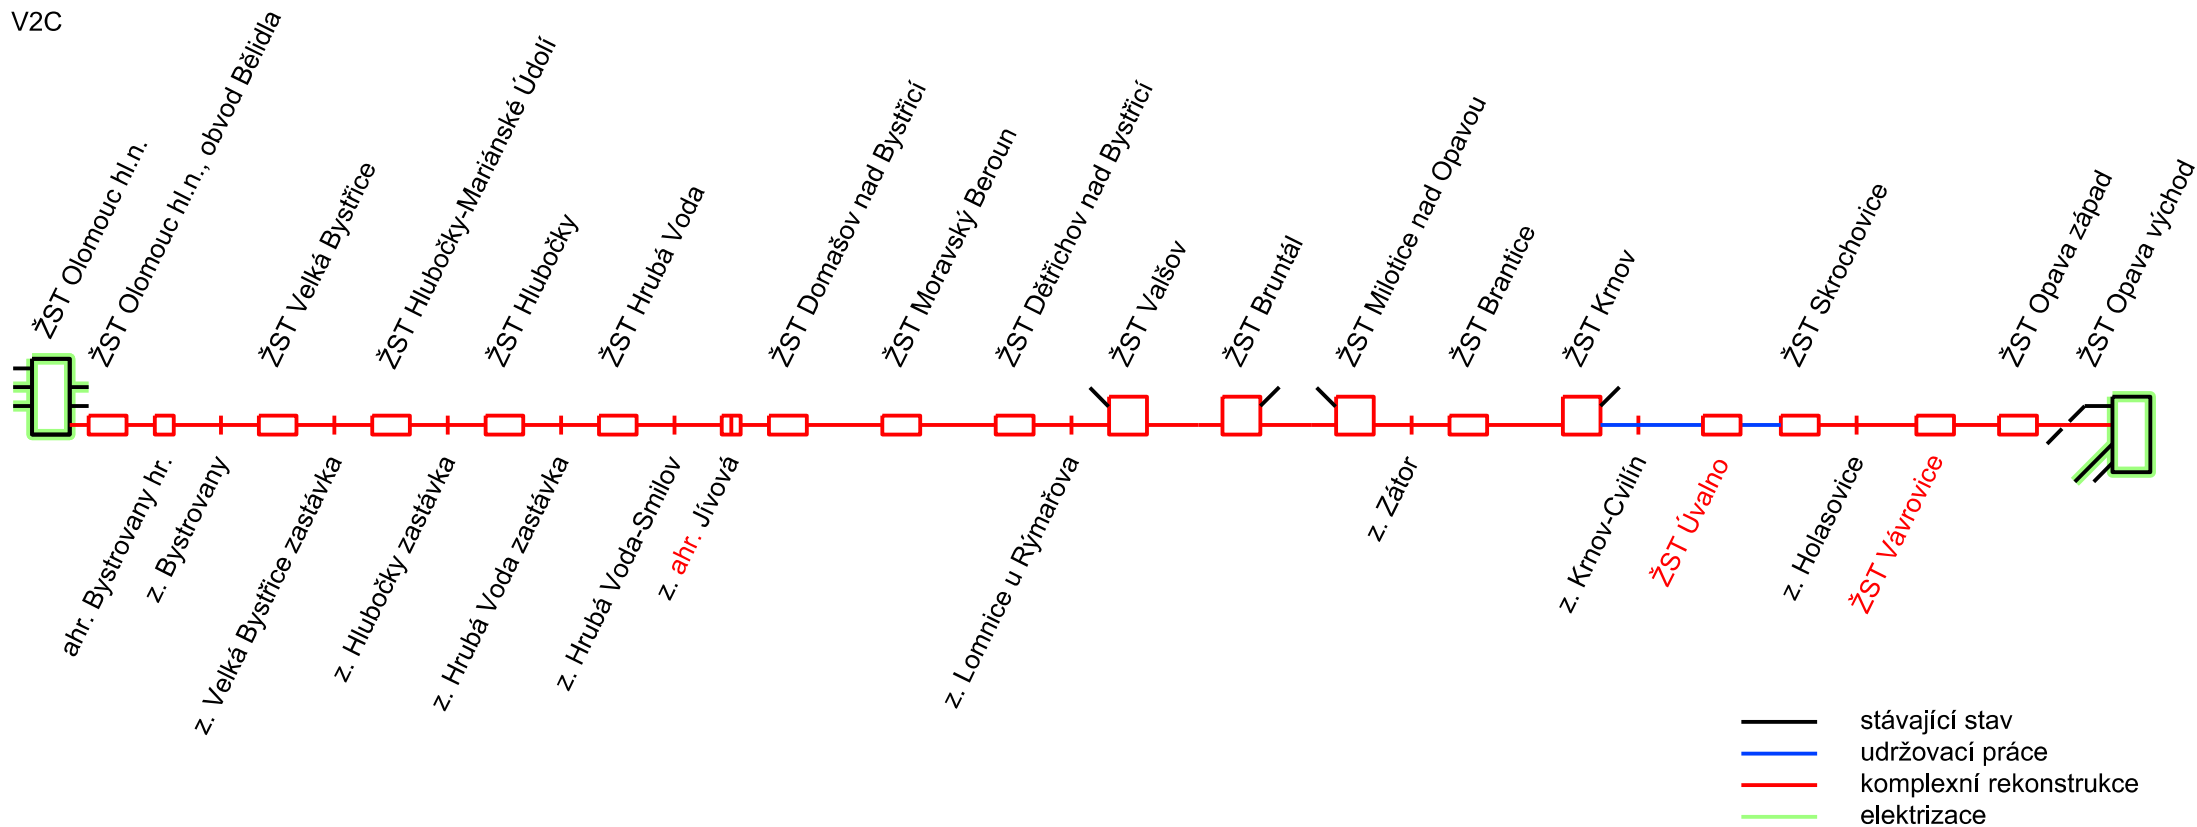 V2C
ŽST Olomouc hl.n.
ŽST Olomouc hl.n., obvod Bělidla
ŽST Velká Bystřice
ŽST Hlubočky-Mariánské Údolí
ŽST Hlubočky
ŽST Hrubá Voda
ŽST Domašov nad Bystřicí
ŽST Moravský Beroun
ŽST Dětřichov nad Bystřicí
ŽST Valšov
ŽST Bruntál
ŽST Milotice nad Opavou
ŽST Brantice
ŽST Krnov
ŽST Skrochovice
ŽST Opava západ
ŽST Opava východ
ahr. Bystrovany hr.
z. Bystrovany
z. Velká Bystřice zastávka
z. Hlubočky zastávka
z. Hrubá Voda zastávka
z. Hrubá Voda-Smilov
z. ahr. Jívová
z. Lomnice u Rýmařova
z. Zátor
z. Krnov-Cvilín
ŽST Úvalno
z. Holasovice
ŽST Vávrovice
stávající stav
udržovací práce
komplexní rekonstrukce
elektrizace